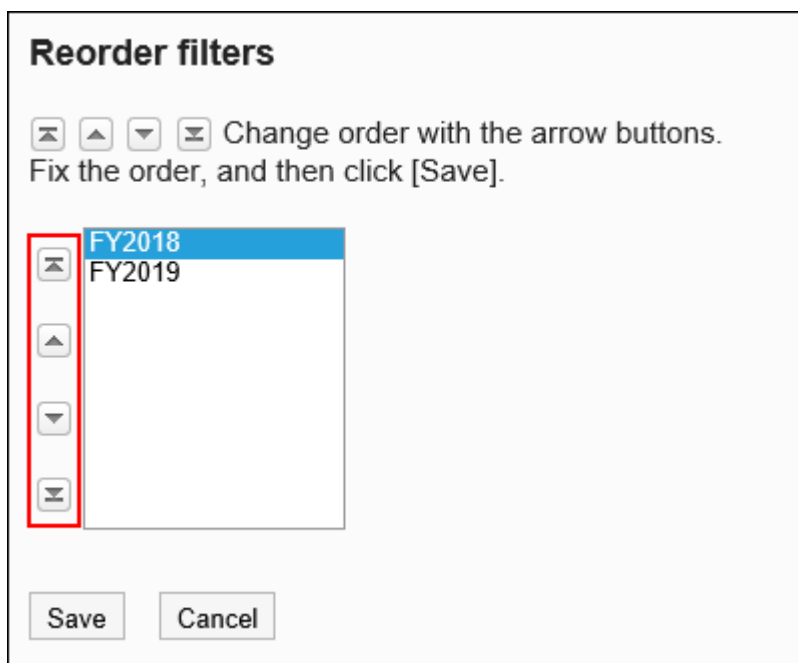 Reorder filters
Change order with the arrow buttons.
Fix the order, and then click [Save].
FY2018
FY2019
Save Cancel